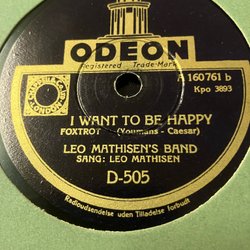 ODEON
Registered Trade-Mark
A 160761 b
Kpo 3893
I WANT TO BE HAPPY
FOXTROT (Youmans - Caesar)
LEO MATHISEN'S BAND
SANG: LEO MATHISEN
D-505
Radioudsendelse uden Tilladelse forbudt